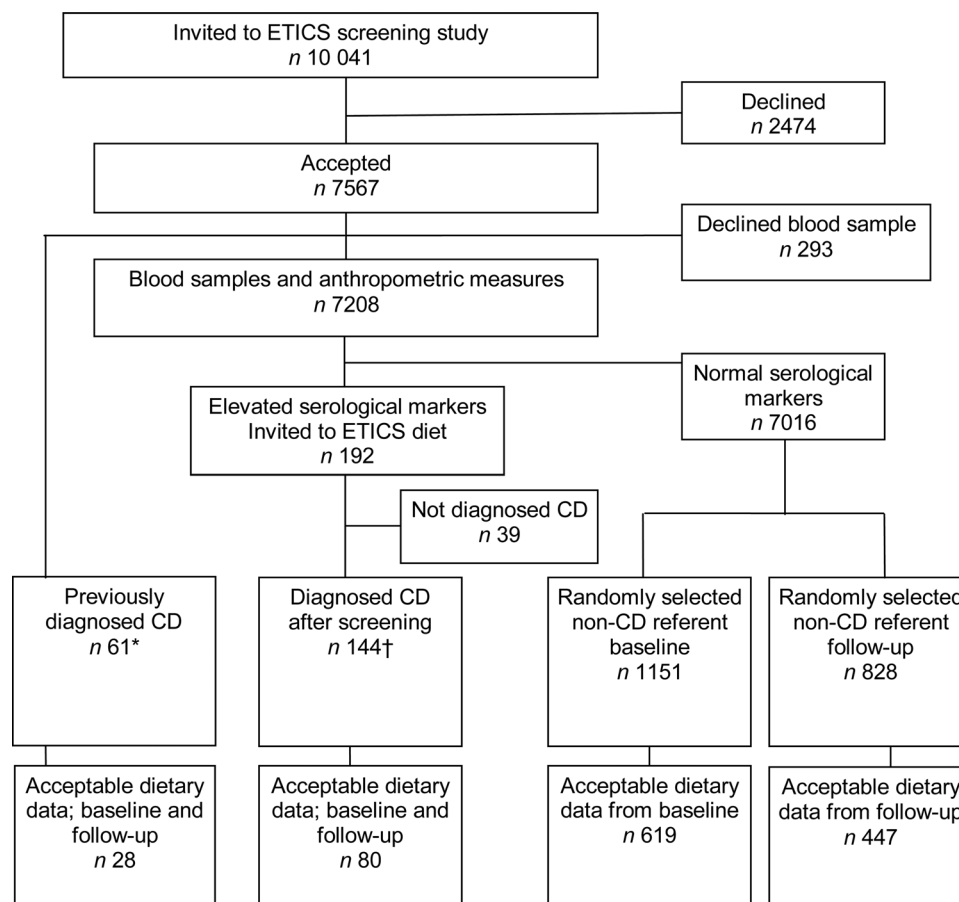 Invited to ETICS screening study
n 10 041
Declined
n 2474
Accepted
n 7567
Declined blood sample
n 293
Blood samples and anthropometric measures
n 7208
Normal serological
markers
n 7016
Elevated serological markers
Invited to ETICS diet
n 192
Not diagnosed CD
n 39
Previously
diagnosed CD
n 61*
Diagnosed CD
after screening
n 144†
Randomly selected
non-CD referent
baseline
n 1151
Randomly selected
non-CD referent
follow-up
n 828
Acceptable dietary
data; baseline and
follow-up
n 28
Acceptable dietary
data; baseline and
follow-up
n 80
Acceptable dietary
data from baseline
n 619
Acceptable dietary
data from follow-up
n 447